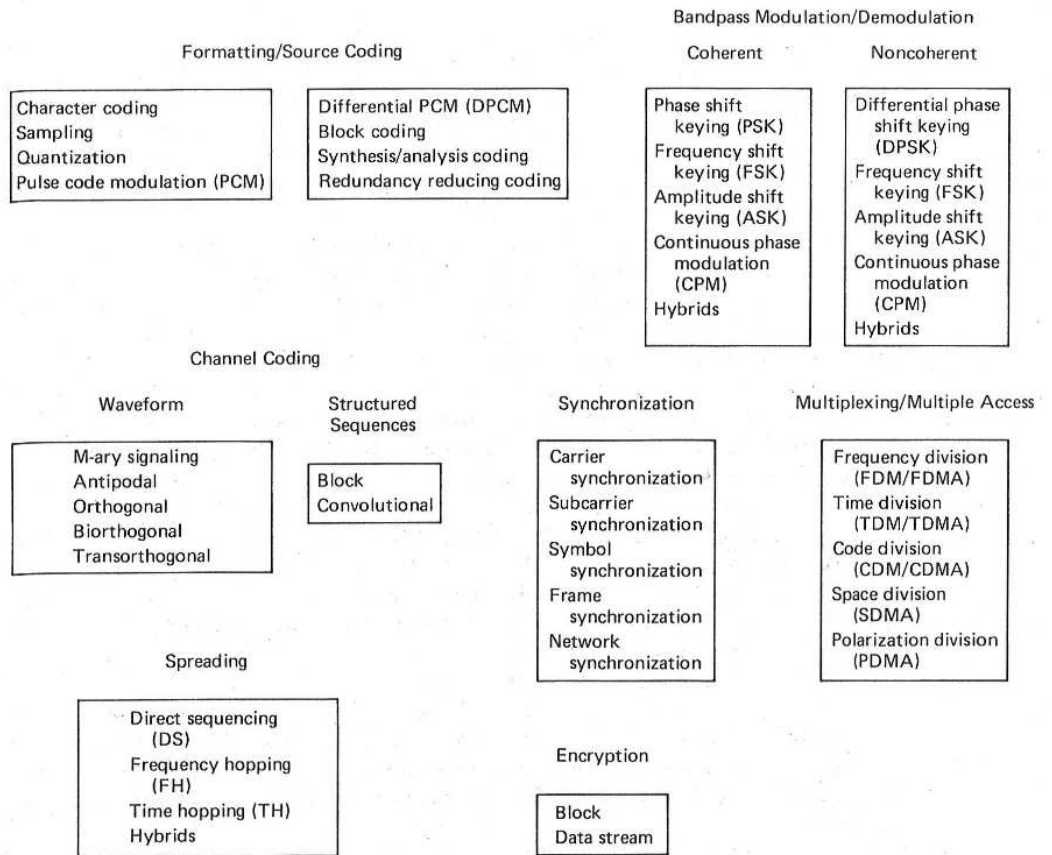 Formatting/Source Coding
Character coding
Sampling
Quantization
Pulse code modulation (PCM)
Differential PCM (DPCM)
Block coding
Synthesis/analysis coding
Redundancy reducing coding
Bandpass Modulation/Demodulation
Coherent
Phase shift
keying (PSK)
Frequency shift
keying (FSK)
Amplitude shift
keying (ASK)
Continuous phase
modulation
(CPM)
Hybrids
Noncoherent
Differential phase
shift keying
(DPSK)
Frequency shift
keying (FSK)
Amplitude shift
keying (ASK)
Continuous phase
modulation
(CPM)
Hybrids
Channel Coding
Waveform
M-ary signaling
Antipodal
Orthogonal
Biorthogonal
Transorthogonal
Structured
Sequences
Block
Convolutional
Synchronization
Carrier
synchronization
Subcarrier
synchronization
Symbol
synchronization
Frame
synchronization
Network
synchronization
Multiplexing/Multiple Access
Frequency division
(FDM/FDMA)
Time division
(TDM/TDMA)
Code division
(CDM/CDMA)
Space division
(SDMA)
Polarization division
(PDMA)
Spreading
Direct sequencing
(DS)
Frequency hopping
(FH)
Time hopping (TH)
Hybrids
Encryption
Block
Data stream